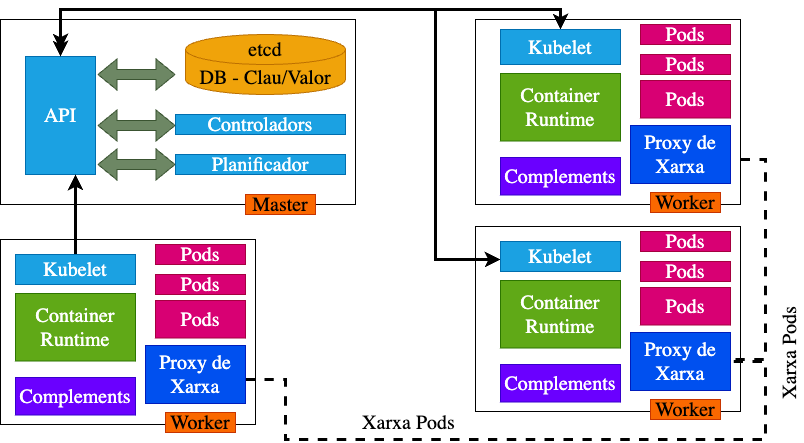 etcd
DB - Clau/Valor
API
Controladors
Planificador
Master
Kubelet
Pods
Pods
Container
Runtime
Pods
Proxy de
Xarxa
Complements
Worker
Kubelet
Pods
Pods
Container
Runtime
Pods
Proxy de
Xarxa
Complements
Worker
Kubelet
Pods
Pods
Container
Runtime
Pods
Proxy de
Xarxa
Complements
Worker
Xarxa Pods
Xarxa Pods